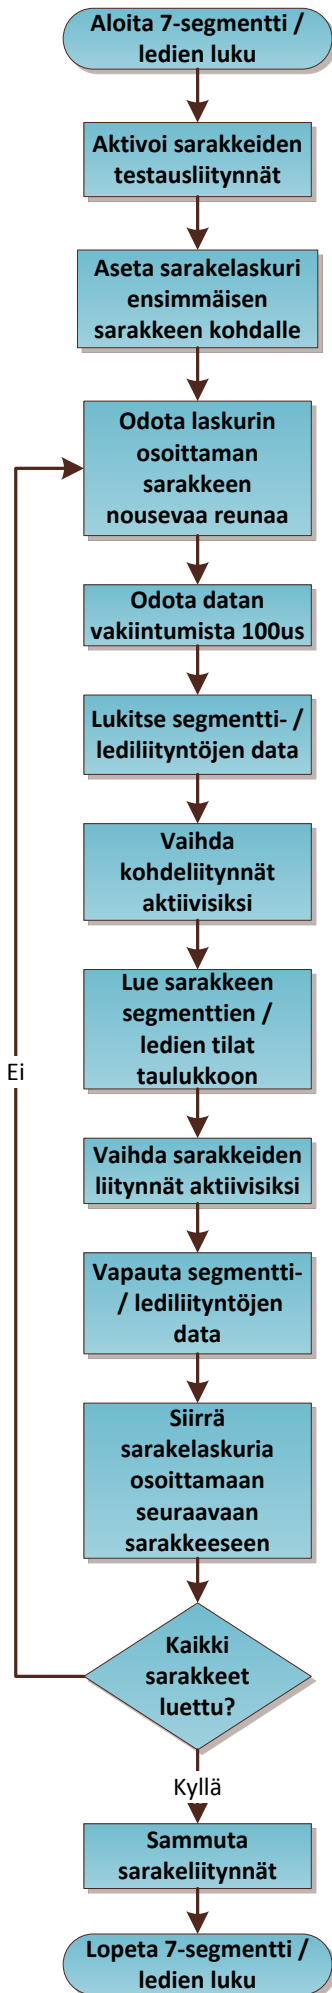 Aloita 7-segmentti /
ledien luku
Aktivoi sarakkeiden
testausliitynnät
Aseta sarakelaskuri
ensimmäisen
sarakkeen kohdalle
Odota laskurin
osoittaman
sarakkeen
nousevaa reunaa
Odota datan
vakiintumista 100us
Lukitse segmentti- /
lediliityntöjen data
Vaihda
kohdeliitynnät
aktiivisiksi
Lue sarakkeen
segmenttien /
ledien tilat
taulukkoon
Ei
Vaihda sarakkeiden
liitynnät aktiivisiksi
Vapauta segmentti-
/ lediliityntöjen
data
Siirrä
sarakelaskuria
osoittamaan
seuraavaan
sarakkeeseen
Kaikki
sarakkeet
luettu?
Kyllä
Sammuta
sarakeliitynnät
Lopeta 7-segmentti /
ledien luku